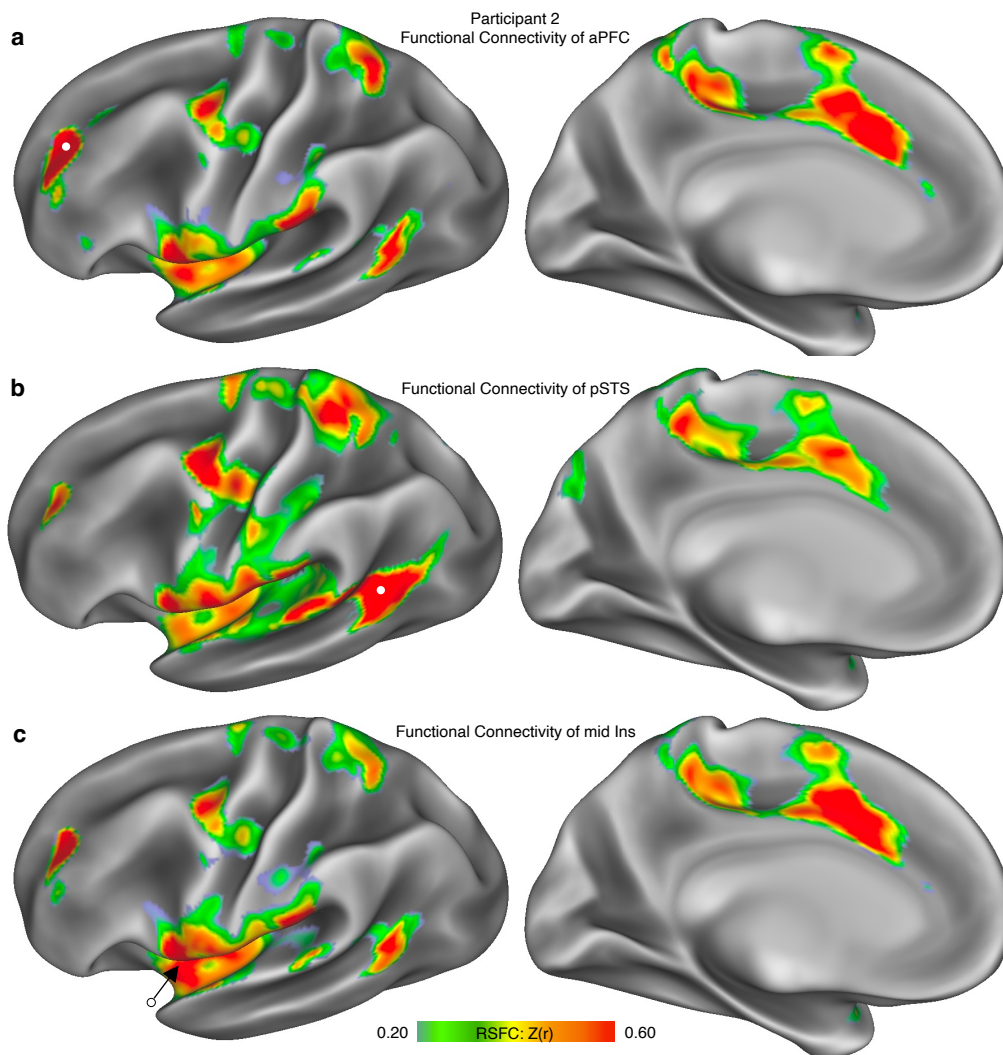 Participant 2
a
Functional Connectivity of aPFC
b
Functional Connectivity of pSTS
c
Functional Connectivity of mid Ins
0.20 RSFC: Z(r) 0.60